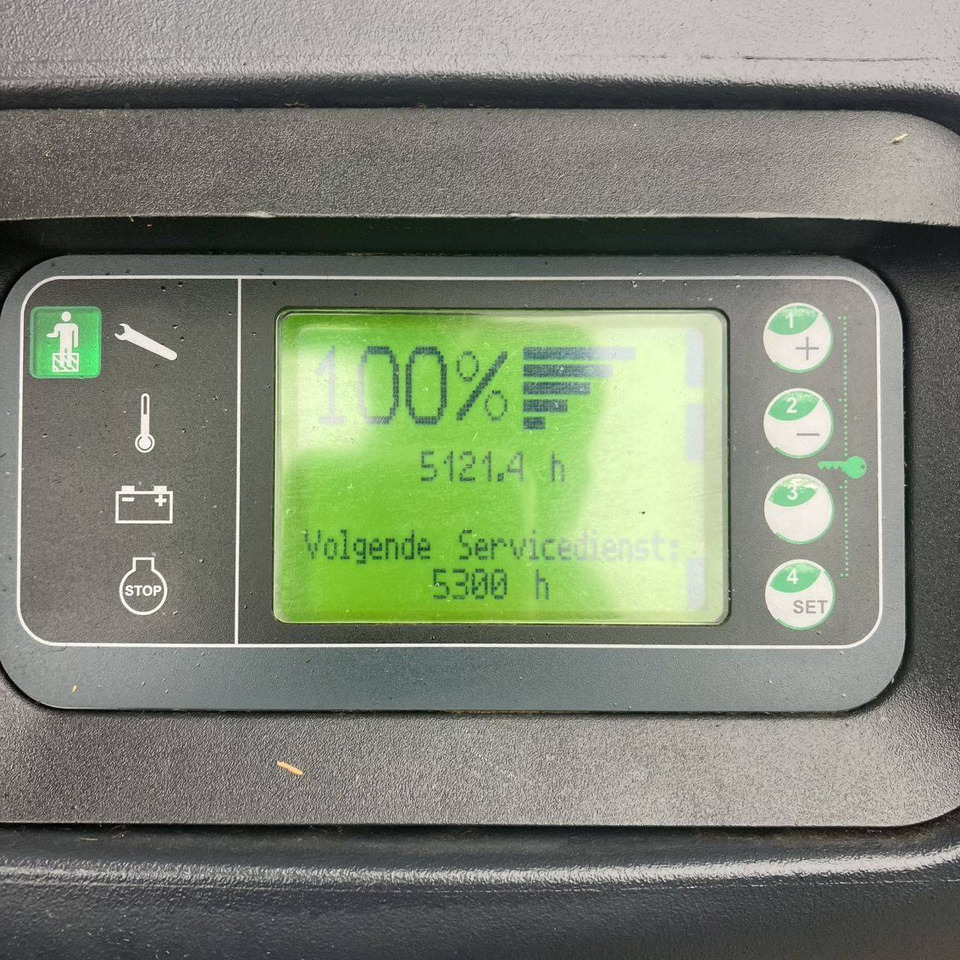 100%
5121.4 h
Volgende Servicedienst:
5300 h
STOP
1
+
2
−
3
4
SET